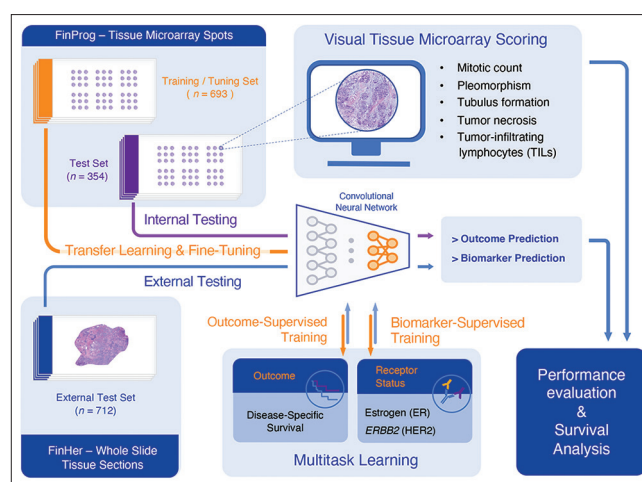 FinProg – Tissue Microarray Spots
Training / Tuning Set
(n = 693)
Test Set
(n = 354)
Visual Tissue Microarray Scoring
• Mitotic count
• Pleomorphism
• Tubulus formation
• Tumor necrosis
• Tumor-infiltrating
lymphocytes (TILs)
Internal Testing
Transfer Learning & Fine-Tuning
External Testing
Convolutional
Neural Network
> Outcome Prediction
> Biomarker Prediction
External Test Set
(n = 712)
FinHer – Whole Slide
Tissue Sections
Outcome-Supervised
Training
Biomarker-Supervised
Training
Outcome
Disease-Specific
Survival
Receptor
Status
Estrogen (ER)
ERBB2 (HER2)
Multitask Learning
Performance
evaluation
&
Survival
Analysis